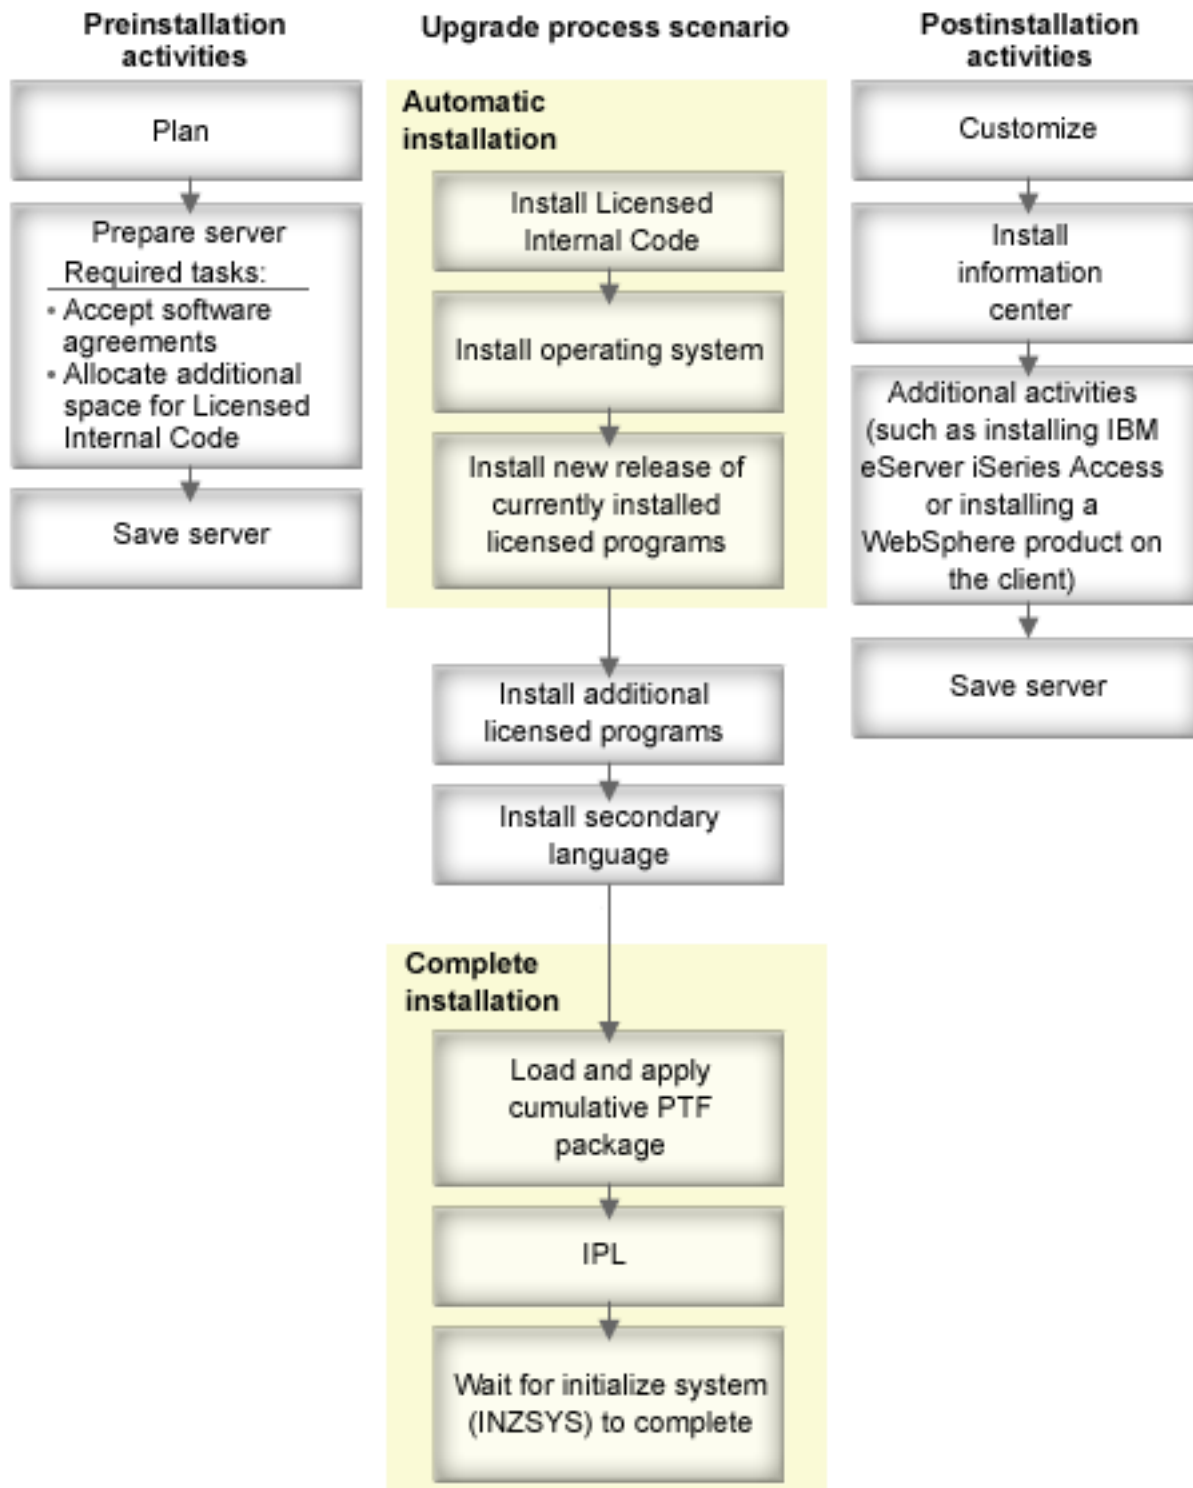 Preinstallation
activities
Plan
Prepare server
Required tasks:
• Accept software
agreements
• Allocate additional
space for Licensed
Internal Code
Save server
Upgrade process scenario
Automatic
installation
Install Licensed
Internal Code
Install operating system
Install new release of
currently installed
licensed programs
Install additional
licensed programs
Install secondary
language
Complete
installation
Load and apply
cumulative PTF
package
IPL
Wait for initialize system
(INZSYS) to complete
Postinstallation
activities
Customize
Install
information
center
Additional activities
(such as installing IBM
eServer iSeries Access
or installing a
WebSphere product on
the client)
Save server